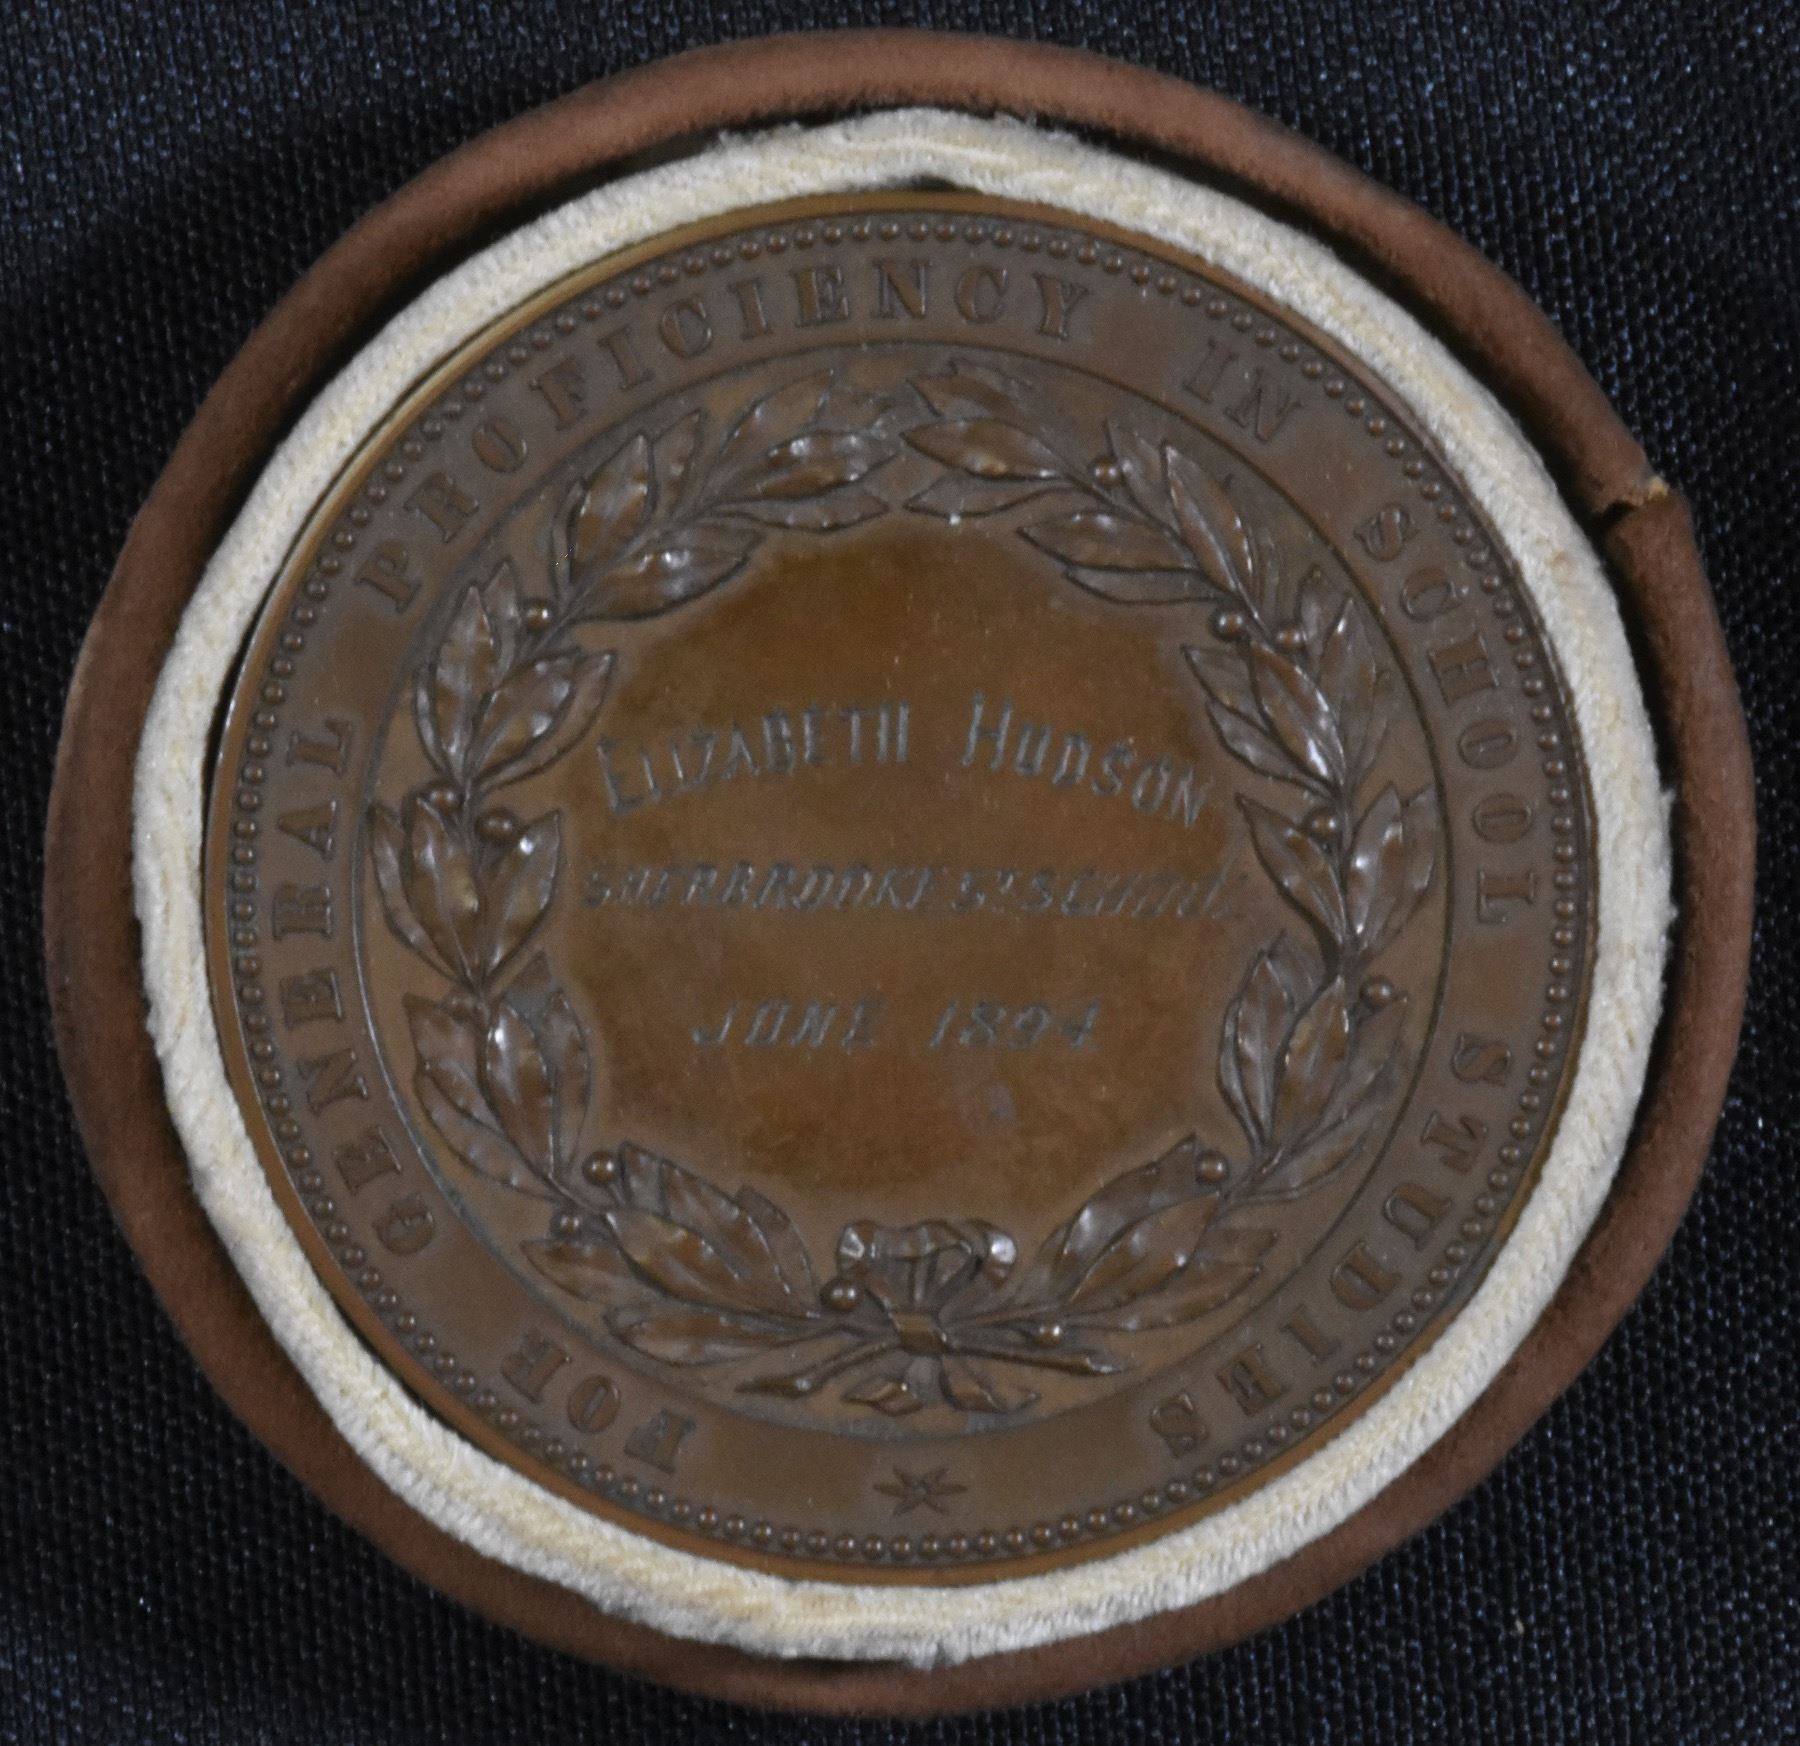 FOR GENERAL PROFICIENCY IN SCHOOL STUDIES
ELIZABETH HUDSON
SHERBROOKE ST SCHOOL
JUNE 1894